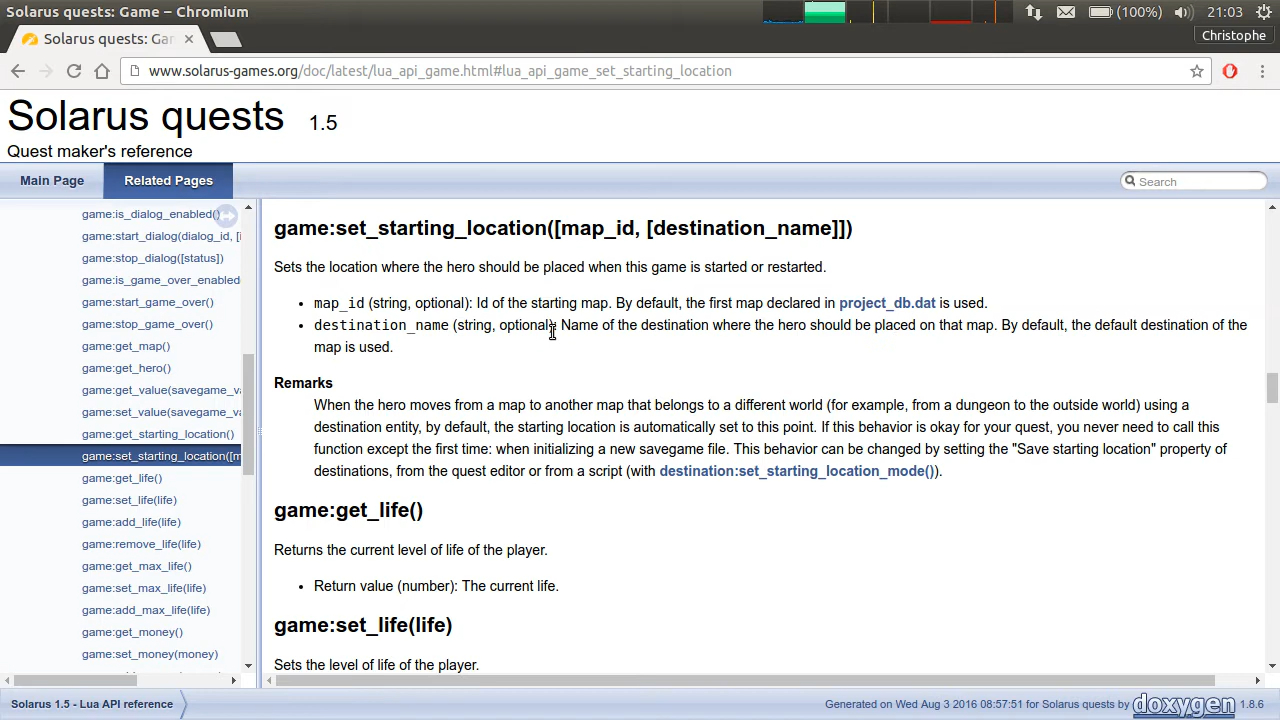 Solarus quests: Game – Chromium
(100%)
21:03
Solarus quests: Gar
Christophe
www.solarus-games.org/doc/latest/lua_api_game.html#lua_api_game_set_starting_location
Solarus quests 1.5
Quest maker's reference
Main Page
Related Pages
Search
game:is_dialog_enabled()
game:start_dialog(dialog_id, [i
game:stop_dialog([status])
game:is_game_over_enabled
game:start_game_over()
game:stop_game_over()
game:get_map()
game:get_hero()
game:get_value(savegame_va
game:set_value(savegame_va
game:get_starting_location()
game:set_starting_location([m
game:get_life()
game:set_life(life)
game:add_life(life)
game:remove_life(life)
game:get_max_life()
game:set_max_life(life)
game:add_max_life(life)
game:get_money()
game:set_money(money)
game:set_starting_location([map_id, [destination_name]])
Sets the location where the hero should be placed when this game is started or restarted.
• map_id (string, optional): Id of the starting map. By default, the first map declared in project_db.dat is used.
• destination_name (string, optional): Name of the destination where the hero should be placed on that map. By default, the default destination of the
map is used.
Remarks
When the hero moves from a map to another map that belongs to a different world (for example, from a dungeon to the outside world) using a
destination entity, by default, the starting location is automatically set to this point. If this behavior is okay for your quest, you never need to call this
function except the first time: when initializing a new savegame file. This behavior can be changed by setting the "Save starting location" property of
destinations, from the quest editor or from a script (with destination:set_starting_location_mode()).
game:get_life()
Returns the current level of life of the player.
• Return value (number): The current life.
game:set_life(life)
Sets the level of life of the player.
Solarus 1.5 - Lua API reference
Generated on Wed Aug 3 2016 08:57:51 for Solarus quests by doxygen 1.8.6